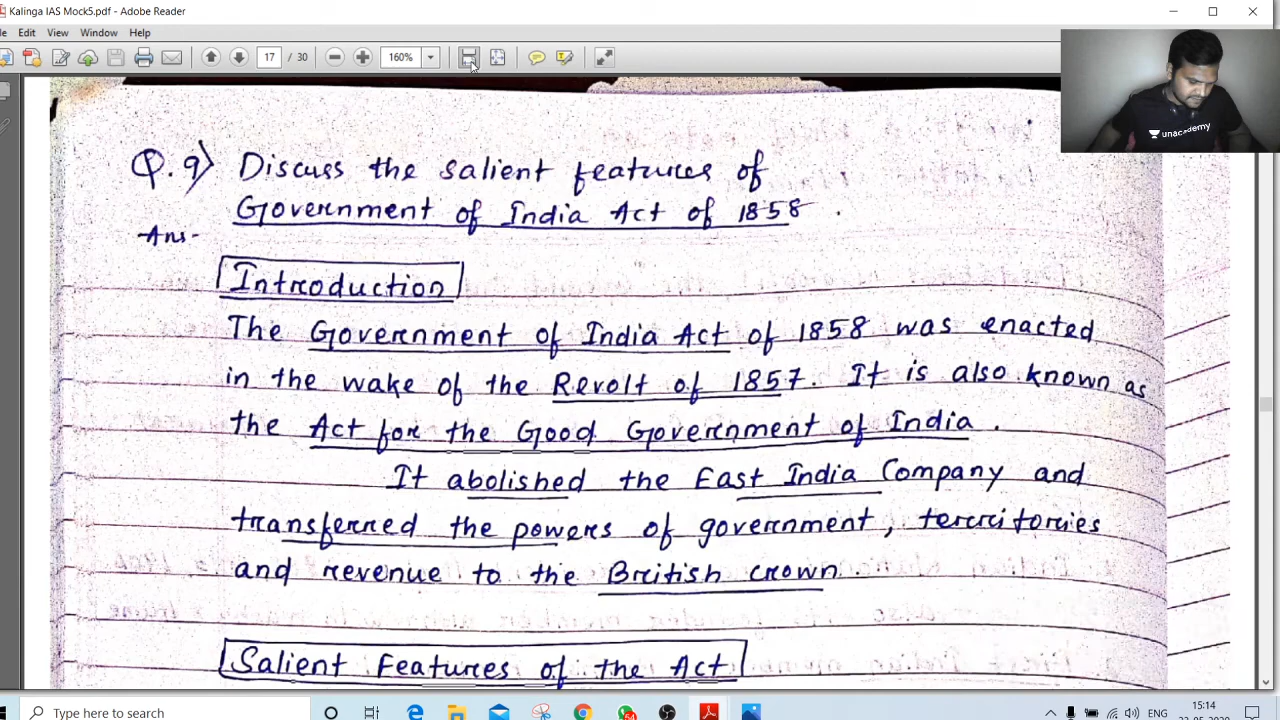 Kalinga IAS Mock5.pdf - Adobe Reader
Edit View Window Help
17 / 30 160%
unacademy
Q.9) Discuss the salient features of
Government of India Act of 1858.
Ans-
Introduction
The Government of India Act of 1858 was enacted
in the wake of the Revolt of 1857. It is also known as
the Act for the Good Government of India.
It abolished the East India Company and
transferred the powers of government, territories
and revenue to the British crown.
Salient Features of the Act
Type here to search
ENG
15:14